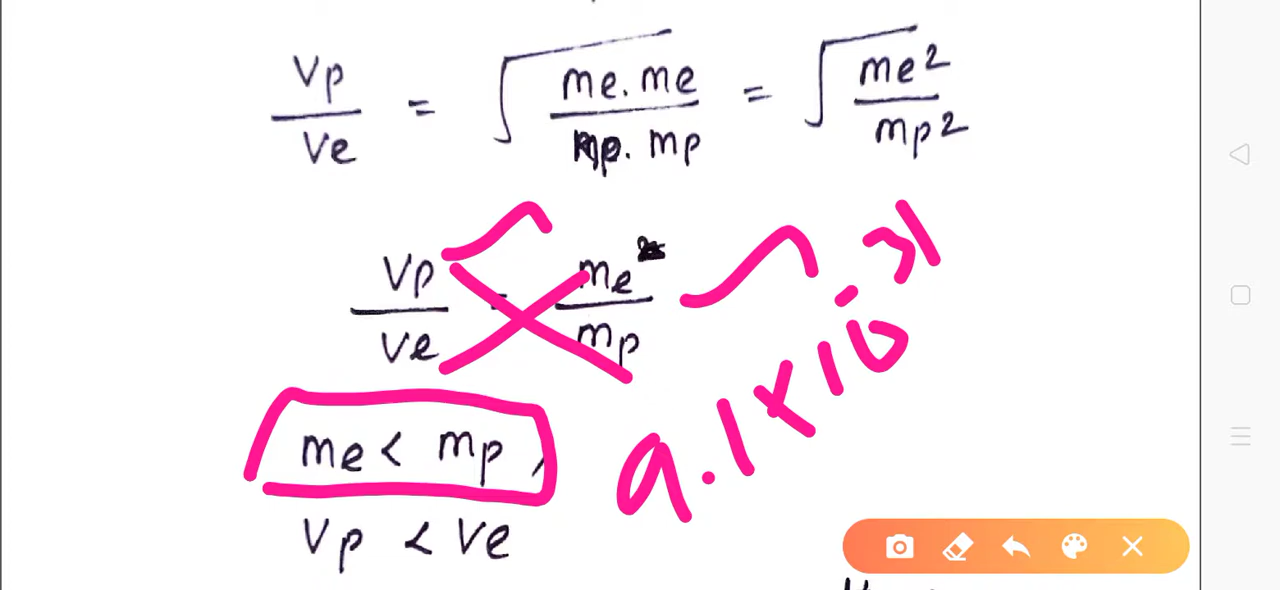 Vp/Ve = √(me.me/mp.mp) = √(me²/mp²)
Vp/Ve = me/mp
9.1×10-31
me < mp,
Vp < Ve